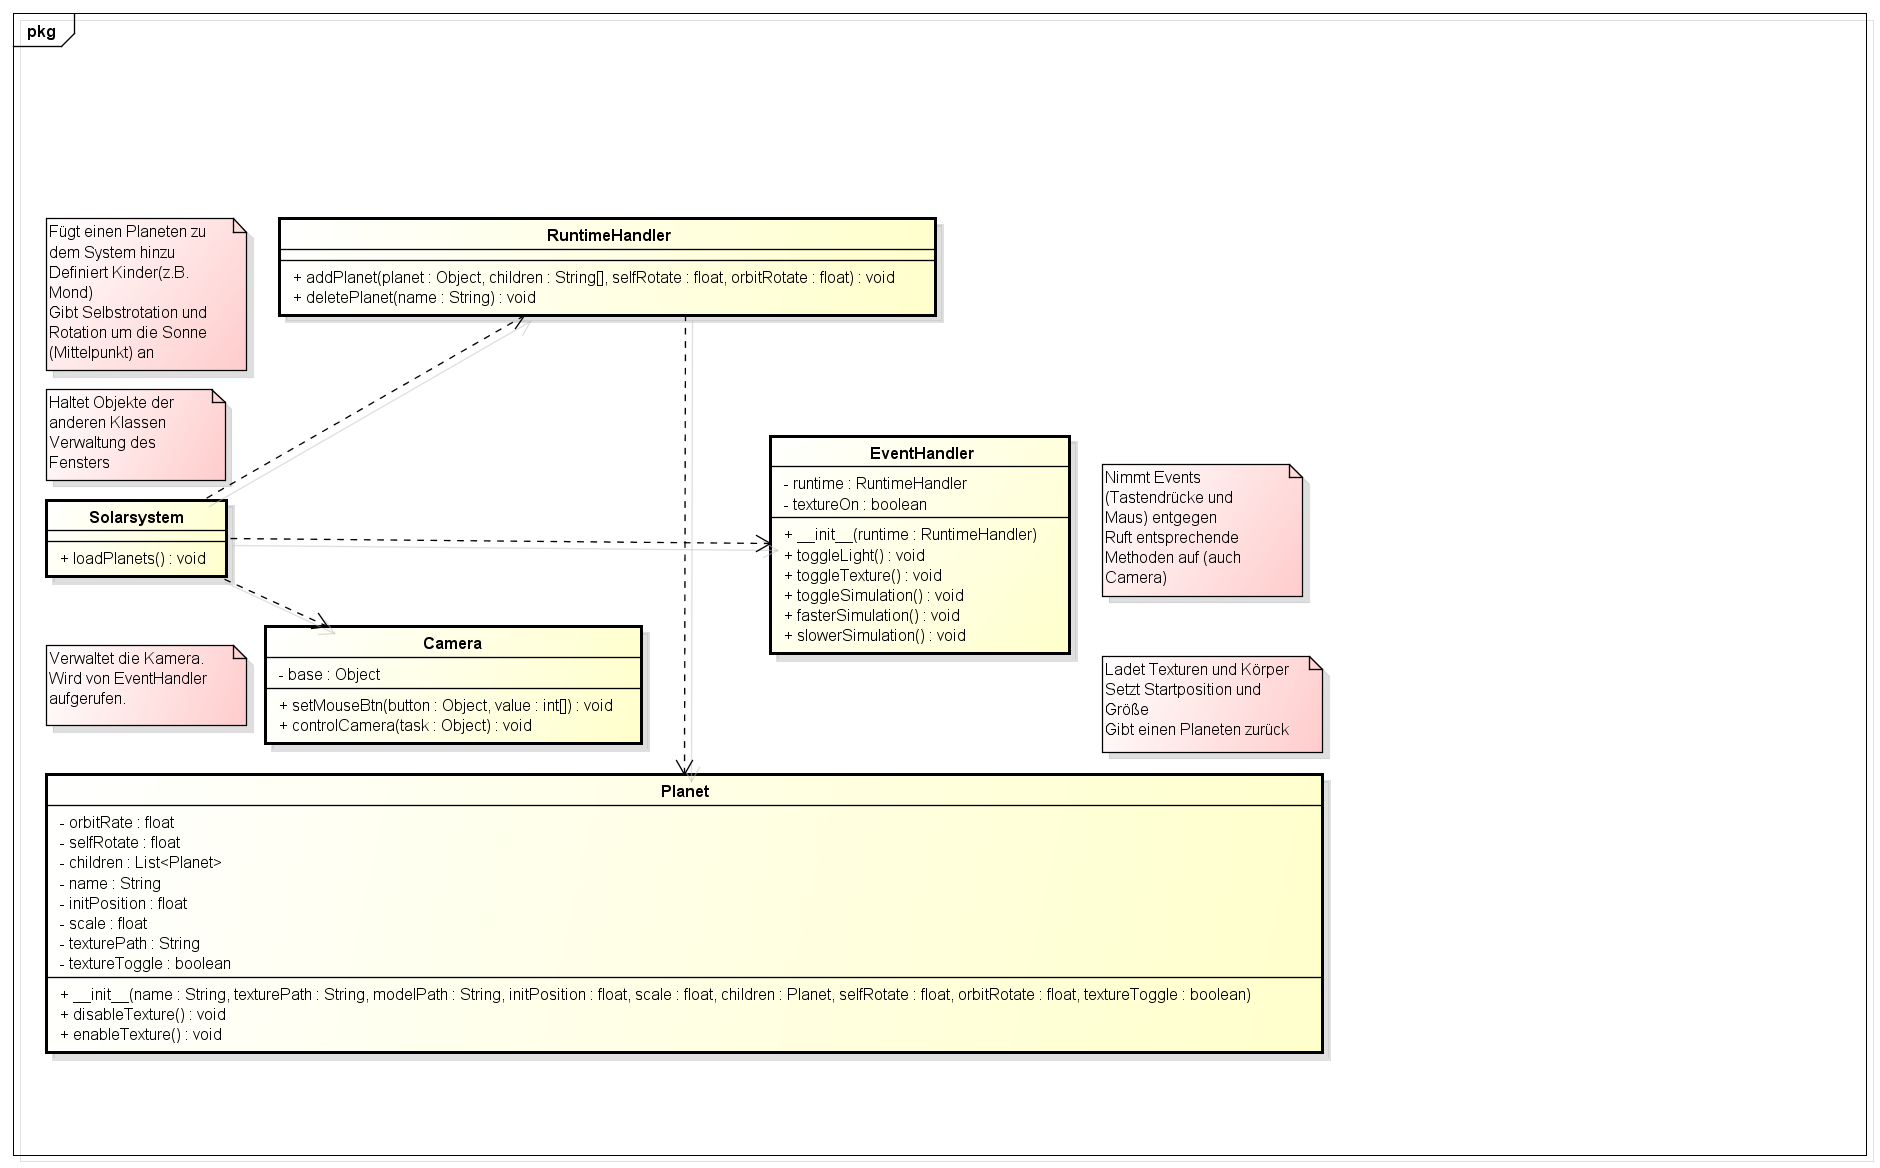 pkg
Fügt einen Planeten zu
dem System hinzu
Definiert Kinder(z.B.
Mond)
Gibt Selbstrotation und
Rotation um die Sonne
(Mittelpunkt) an
RuntimeHandler
+ addPlanet(planet : Object, children : String[], selfRotate : float, orbitRotate : float) : void
+ deletePlanet(name : String) : void
Haltet Objekte der
anderen Klassen
Verwaltung des
Fensters
Solarsystem
+ loadPlanets() : void
EventHandler
- runtime : RuntimeHandler
- textureOn : boolean
+ __init__(runtime : RuntimeHandler)
+ toggleLight() : void
+ toggleTexture() : void
+ toggleSimulation() : void
+ fasterSimulation() : void
+ slowerSimulation() : void
Nimmt Events
(Tastendrücke und
Maus) entgegen
Ruft entsprechende
Methoden auf (auch
Camera)
Verwaltet die Kamera.
Wird von EventHandler
aufgerufen.
Camera
- base : Object
+ setMouseBtn(button : Object, value : int[]) : void
+ controlCamera(task : Object) : void
Ladet Texturen und Körper
Setzt Startposition und
Größe
Gibt einen Planeten zurück
Planet
- orbitRate : float
- selfRotate : float
- children : List<Planet>
- name : String
- initPosition : float
- scale : float
- texturePath : String
- textureToggle : boolean
+ __init__(name : String, texturePath : String, modelPath : String, initPosition : float, scale : float, children : Planet, selfRotate : float, orbitRotate : float, textureToggle : boolean)
+ disableTexture() : void
+ enableTexture() : void